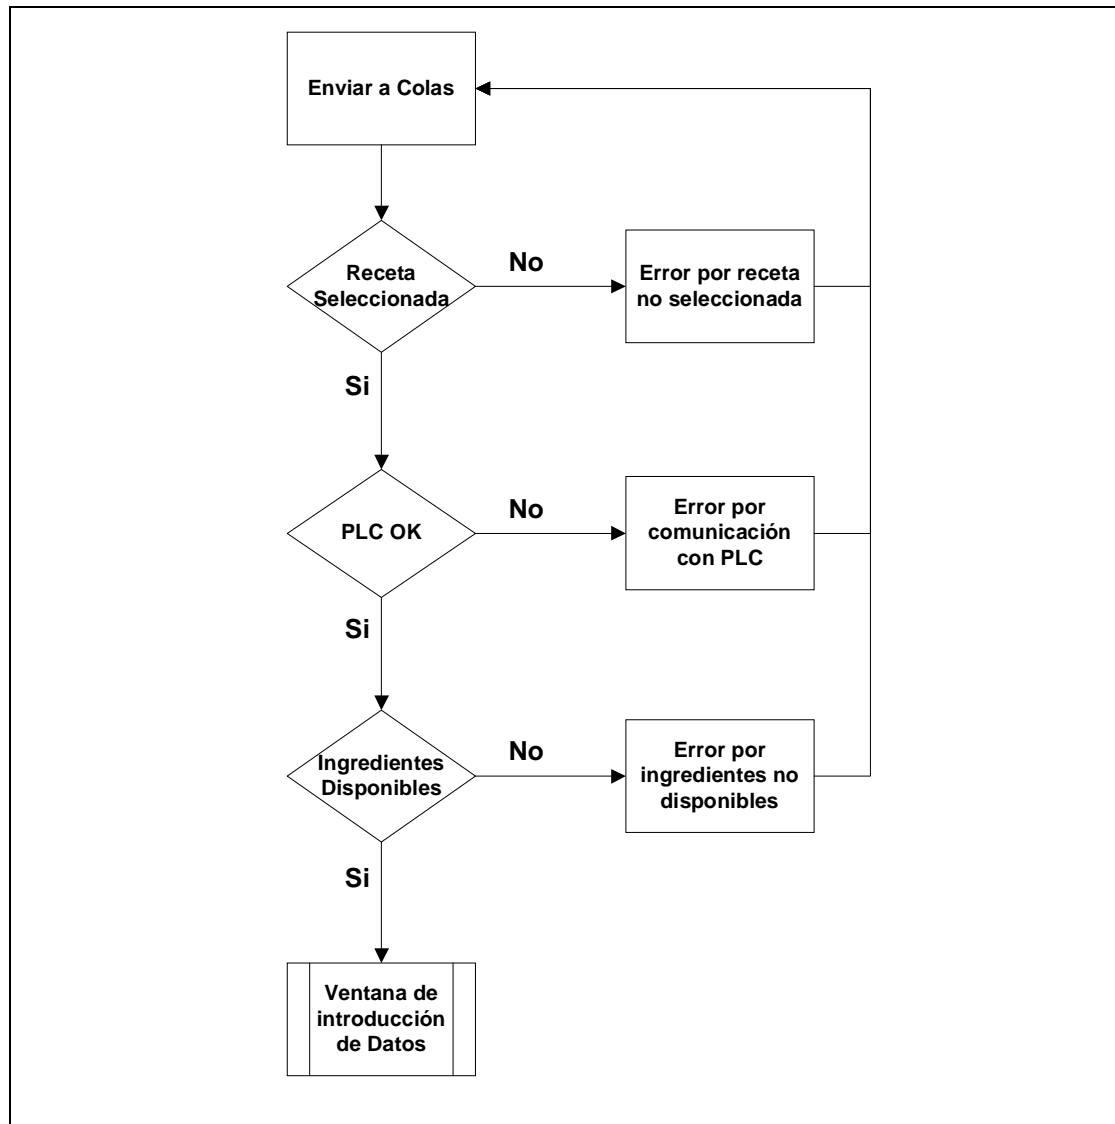 Enviar a Colas
Receta
Seleccionada
No
Error por receta
no seleccionada
Si
PLC OK
No
Error por
comunicación
con PLC
Si
Ingredientes
Disponibles
No
Error por
ingredientes no
disponibles
Si
Ventana de
introducción
de Datos